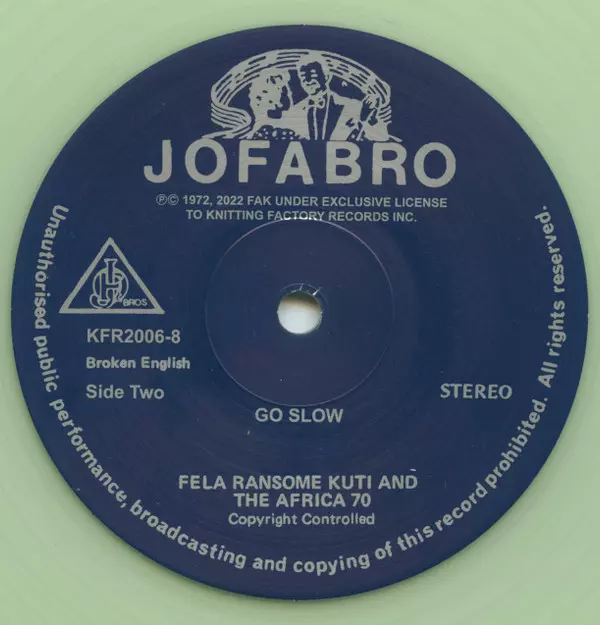 JOFABRO
℗© 1972, 2022 FAK UNDER EXCLUSIVE LICENSE
TO KNITTING FACTORY RECORDS INC.
BROS
KFR2006-8
Broken English
Side Two
STEREO
GO SLOW
FELA RANSOME KUTI AND
THE AFRICA 70
Copyright Controlled
Unauthorised public performance, broadcasting and copying of this record prohibited. All rights reserved.